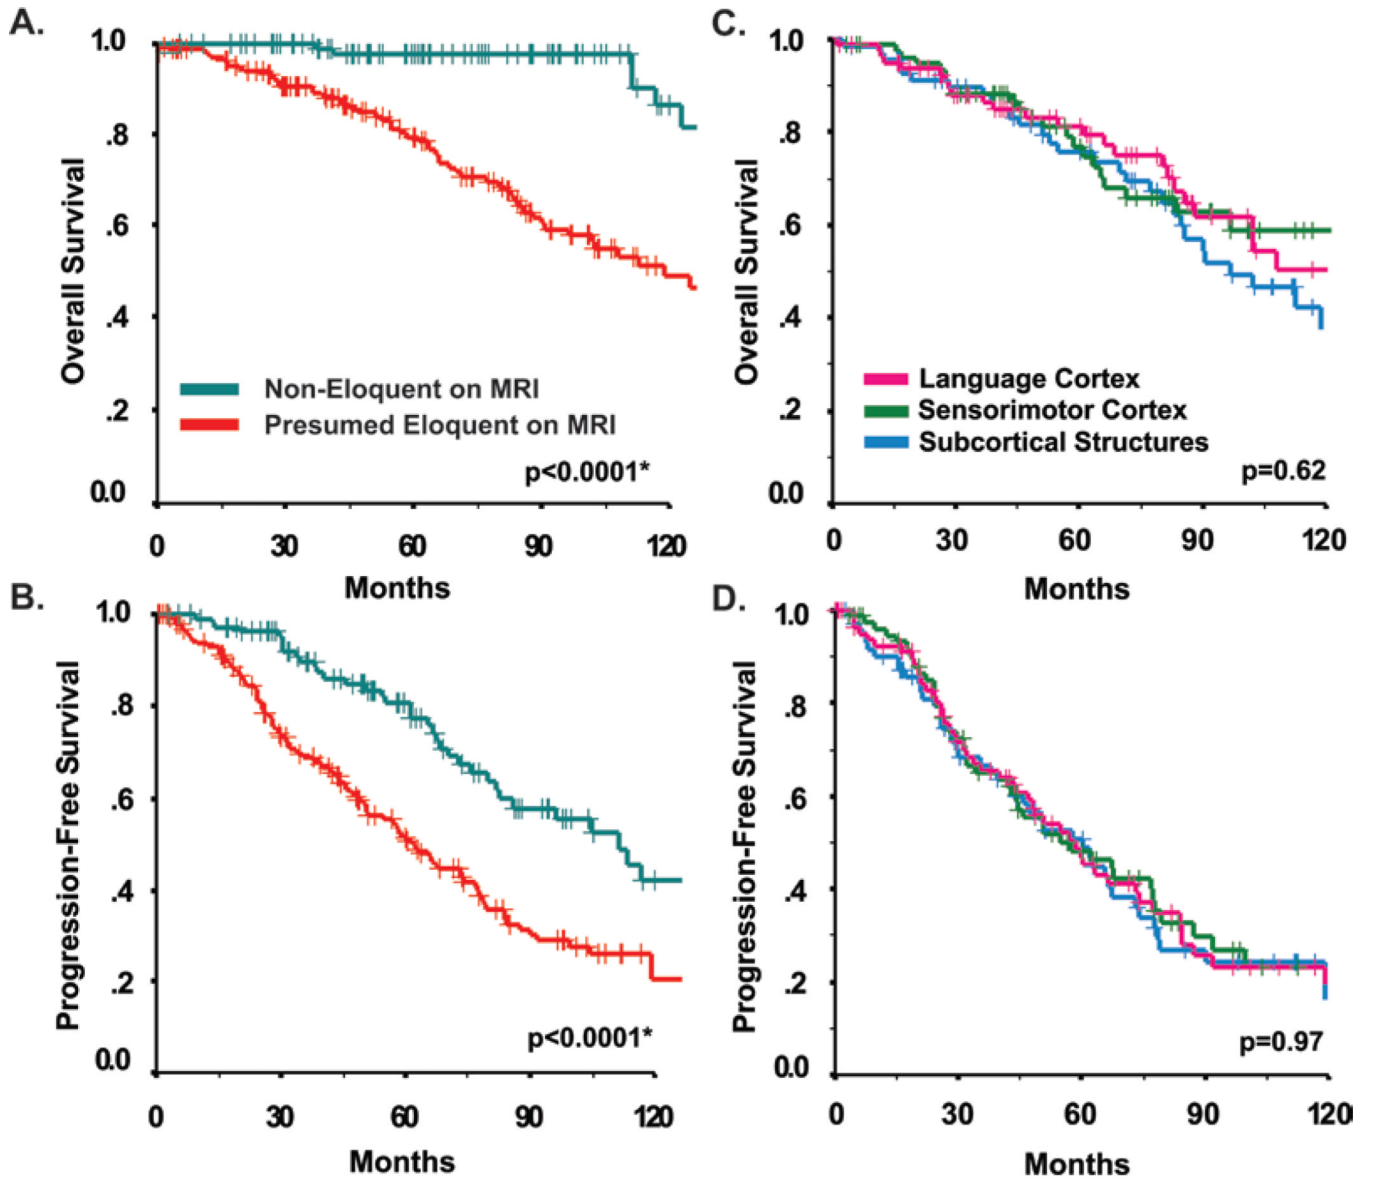 A.
1.0
.8
.6
.4
.2
0.0
Overall Survival
Non-Eloquent on MRI
Presumed Eloquent on MRI
p<0.0001*
0 30 60 90 120
Months
C.
1.0
.8
.6
.4
.2
0.0
Overall Survival
Language Cortex
Sensorimotor Cortex
Subcortical Structures
p=0.62
0 30 60 90 120
Months
B.
1.0
.8
.6
.4
.2
0.0
Progression-Free Survival
p<0.0001*
0 30 60 90 120
Months
D.
1.0
.8
.6
.4
.2
0.0
Progression-Free Survival
p=0.97
0 30 60 90 120
Months